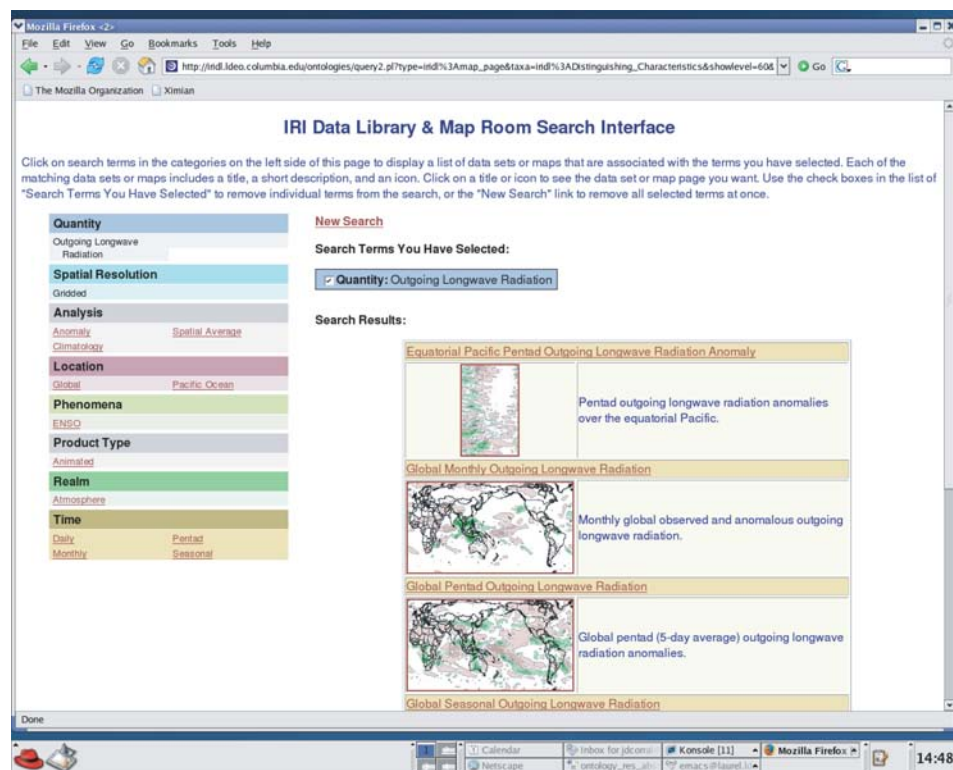 Mozilla Firefox <2>
File Edit View Go Bookmarks Tools Help
http://iridl.ldeo.columbia.edu/ontologies/query2.pl?type=iridl%3Amap_page&taxa=iridl%3ADistinguishing_Characteristics&showlevel=60& Go
The Mozilla Organization Ximian
IRI Data Library & Map Room Search Interface
Click on search terms in the categories on the left side of this page to display a list of data sets or maps that are associated with the terms you have selected. Each of the
matching data sets or maps includes a title, a short description, and an icon. Click on a title or icon to see the data set or map page you want. Use the check boxes in the list of
"Search Terms You Have Selected" to remove individual terms from the search, or the "New Search" link to remove all selected terms at once.
Quantity
Outgoing Longwave
Radiation
Spatial Resolution
Gridded
Analysis
Anomaly Spatial Average
Climatology
Location
Global Pacific Ocean
Phenomena
ENSO
Product Type
Animated
Realm
Atmosphere
Time
Daily Pentad
Monthly Seasonal
New Search
Search Terms You Have Selected:
Quantity: Outgoing Longwave Radiation
Search Results:
Equatorial Pacific Pentad Outgoing Longwave Radiation Anomaly
Pentad outgoing longwave radiation anomalies
over the equatorial Pacific.
Global Monthly Outgoing Longwave Radiation
Monthly global observed and anomalous outgoing
longwave radiation.
Global Pentad Outgoing Longwave Radiation
Global pentad (5-day average) outgoing longwave
radiation anomalies.
Global Seasonal Outgoing Longwave Radiation
Done
Calendar Inbox for jdcorral Konsole [11] Mozilla Firefox
Netscape ontology_res_abs emacs@laurel.ld
14:48